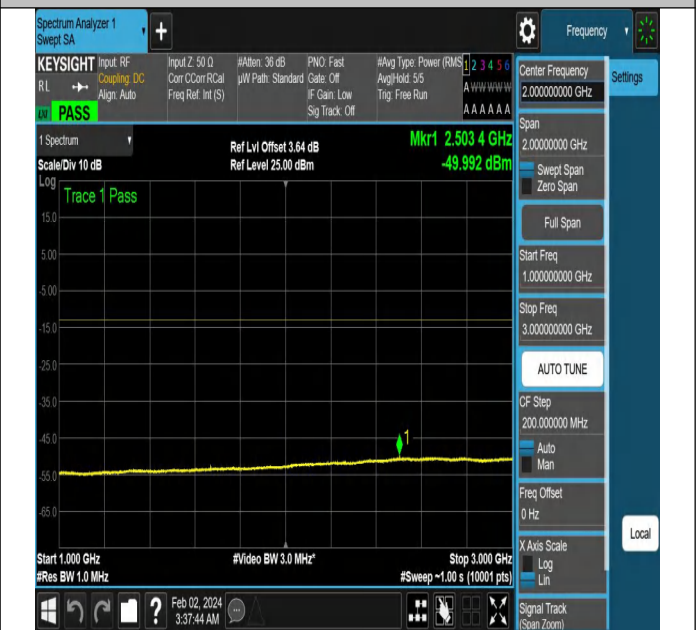 Spectrum Analyzer 1
Swept SA
+
Frequency
KEYSIGHT
RL
PASS
Input: RF
Coupling: DC
Align: Auto
Input Z: 50 Ω
Corr CCorr RCal
Freq Ref: Int (S)
#Atten: 36 dB
µW Path: Standard
PNO: Fast
Gate: Off
IF Gain: Low
Sig Track: Off
#Avg Type: Power (RMS
Avg|Hold: 5/5
Trig: Free Run
1 2 3 4 5 6
A W W W W W
A A A A A A
1 Spectrum
Scale/Div 10 dB
Ref Lvl Offset 3.64 dB
Ref Level 25.00 dBm
Mkr1 2.503 4 GHz
-49.992 dBm
Log
Trace 1 Pass
15.0
5.00
-5.00
-15.0
-25.0
-35.0
-45.0
-55.0
-65.0
1
Start 1.000 GHz
#Res BW 1.0 MHz
#Video BW 3.0 MHz*
Stop 3.000 GHz
#Sweep ~1.00 s (10001 pts)
Feb 02, 2024
3:37:44 AM
Center Frequency
2.000000000 GHz
Settings
Span
2.00000000 GHz
Swept Span
Zero Span
Full Span
Start Freq
1.000000000 GHz
Stop Freq
3.000000000 GHz
AUTO TUNE
CF Step
200.000000 MHz
Auto
Man
Freq Offset
0 Hz
X Axis Scale
Log
Lin
Local
Signal Track
(Span Zoom)